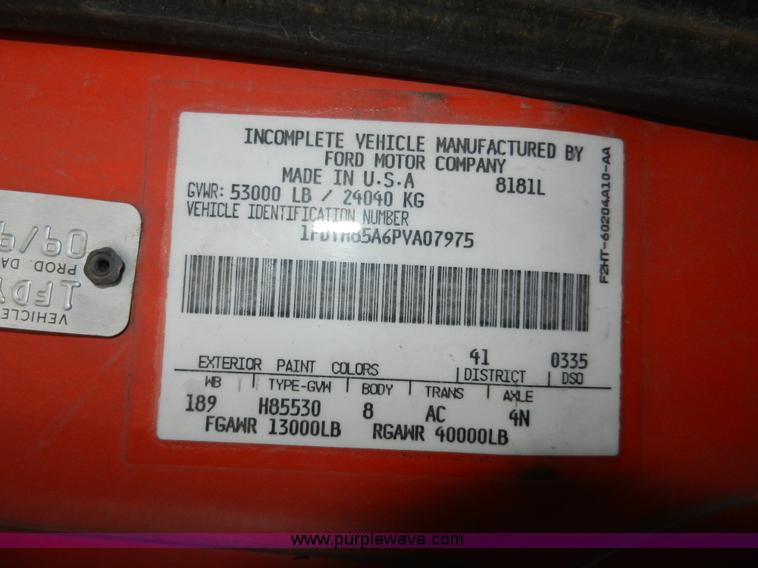 INCOMPLETE VEHICLE MANUFACTURED BY
FORD MOTOR COMPANY
MADE IN U.S.A 8181L
GVWR: 53000 LB / 24040 KG
VEHICLE IDENTIFICATION NUMBER
1FDYH85A6PVA07975
EXTERIOR PAINT COLORS 41 0335
WB TYPE-GVW BODY TRANS DISTRICT AXLE DSO
189 H85530 8 AC 4N
FGAWR 13000LB RGAWR 40000LB
F2HT-60204A10-AA
VEHICLE
1FDY
PROD. DA
09/9
www.purplewave.com